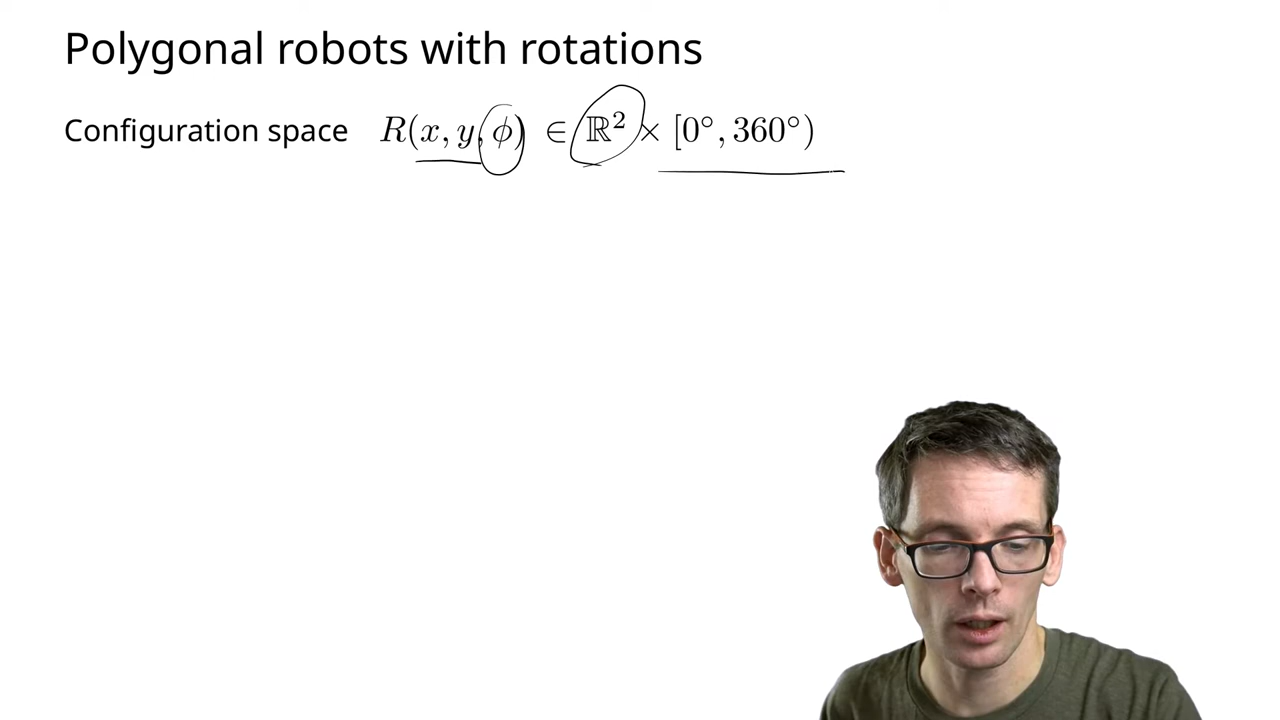 Polygonal robots with rotations
Configuration space R(x, y, ϕ) ∈ ℝ² × [0°, 360°)